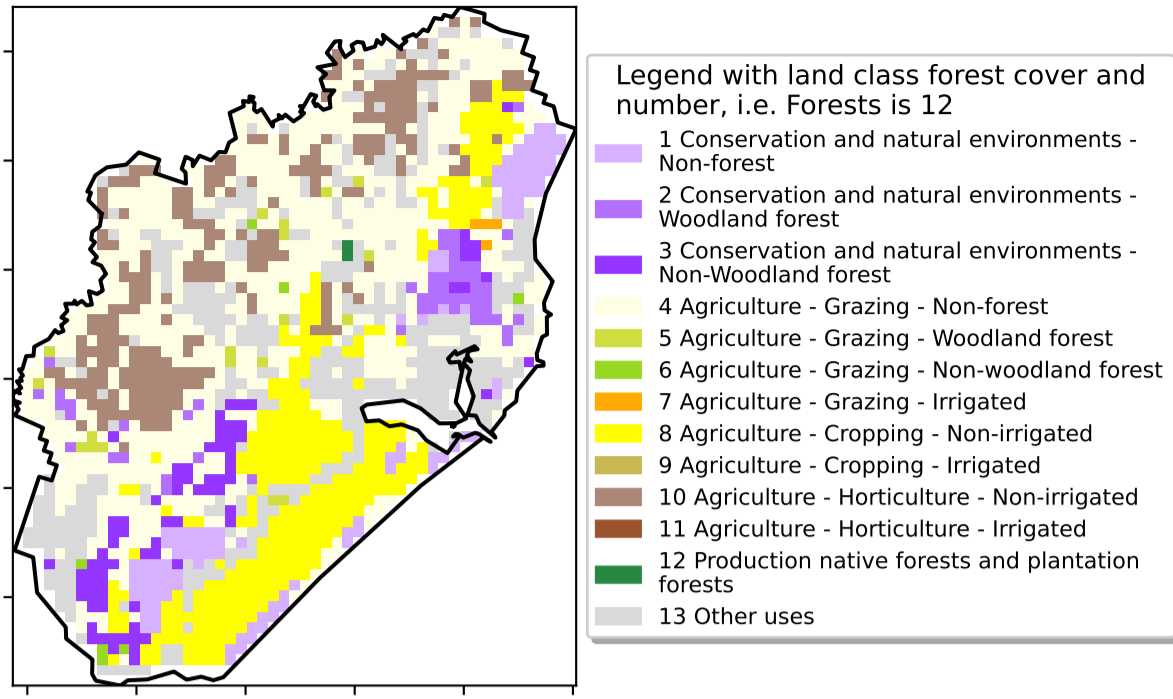 Legend with land class forest cover and
number, i.e. Forests is 12
1 Conservation and natural environments -
Non-forest
2 Conservation and natural environments -
Woodland forest
3 Conservation and natural environments -
Non-Woodland forest
4 Agriculture - Grazing - Non-forest
5 Agriculture - Grazing - Woodland forest
6 Agriculture - Grazing - Non-woodland forest
7 Agriculture - Grazing - Irrigated
8 Agriculture - Cropping - Non-irrigated
9 Agriculture - Cropping - Irrigated
10 Agriculture - Horticulture - Non-irrigated
11 Agriculture - Horticulture - Irrigated
12 Production native forests and plantation
forests
13 Other uses